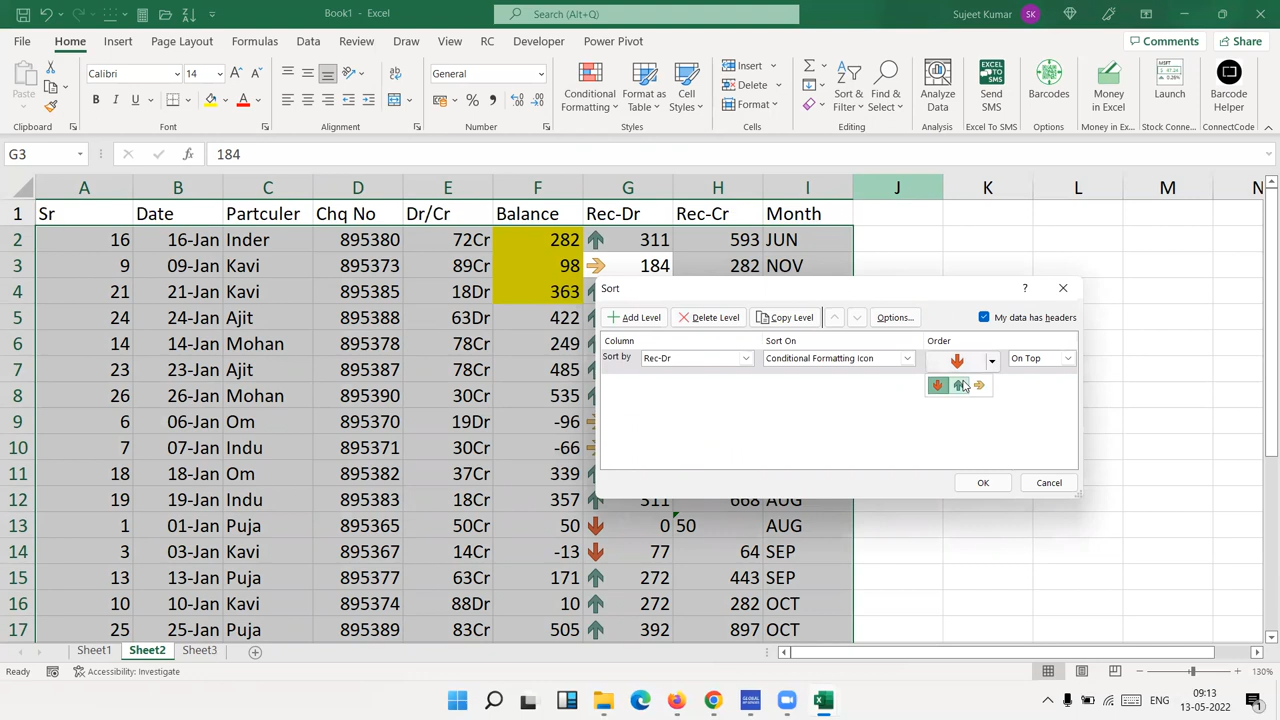 Book1 - Excel
Search (Alt+Q)
Sujeet Kumar
SK
File Home Insert Page Layout Formulas Data Review View Draw RC Developer Power Pivot
Comments
Share
Paste
Calibri 14
B I U
General
Conditional Formatting
Format as Table
Cell Styles
Insert
Delete
Format
Sort & Filter
Find & Select
Analyze Data
Send SMS
Barcodes
Money in Excel
Launch
Barcode Helper
Clipboard Font Alignment Number Styles Cells Editing Analysis Excel To SMS Options Money in Ex... Stock Conne... ConnectCode
G3 fx 184
A B C D E F G H I J K L M N
1 Sr Date Partculer Chq No Dr/Cr Balance Rec-Dr Rec-Cr Month
2 16 16-Jan Inder 895380 72Cr 282 311 593 JUN
3 9 09-Jan Kavi 895373 89Cr 98 184 282 NOV
4 21 21-Jan Kavi 895385 18Dr 363
5 24 24-Jan Ajit 895388 63Cr 422
6 14 14-Jan Mohan 895378 78Cr 249
7 23 23-Jan Ajit 895387 78Cr 485
8 26 26-Jan Mohan 895390 30Cr 535
9 6 06-Jan Om 895370 19Dr -96
10 7 07-Jan Indu 895371 30Cr -66
11 18 18-Jan Om 895382 37Cr 339
12 19 19-Jan Indu 895383 18Cr 357 311 668 AUG
13 1 01-Jan Puja 895365 50Cr 50 0 50 AUG
14 3 03-Jan Kavi 895367 14Cr -13 77 64 SEP
15 13 13-Jan Puja 895377 63Cr 171 272 443 SEP
16 10 10-Jan Kavi 895374 88Dr 10 272 282 OCT
17 25 25-Jan Puja 895389 83Cr 505 392 897 OCT
Sort
?
Add Level Delete Level Copy Level Options... My data has headers
Column Sort On Order
Sort by Rec-Dr Conditional Formatting Icon On Top
OK Cancel
Sheet1 Sheet2 Sheet3
Ready Accessibility: Investigate 130%
ENG
09:13
13-05-2022